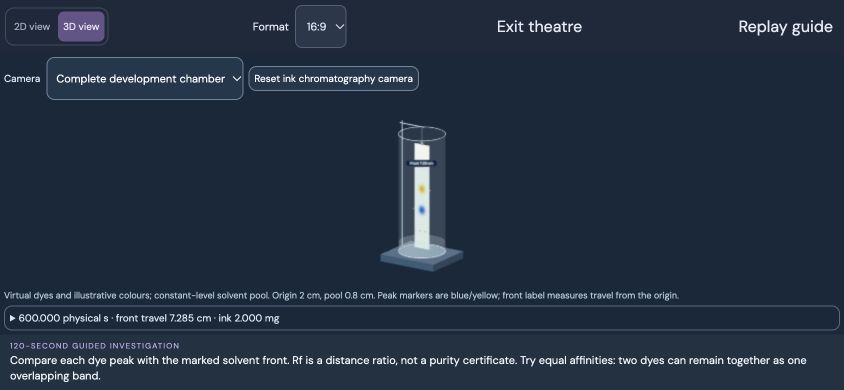 2D view 3D view Format 16:9 Exit theatre Replay guide
Camera Complete development chamber Reset ink chromatography camera
Virtual dyes and illustrative colours; constant-level solvent pool. Origin 2 cm, pool 0.8 cm. Peak markers are blue/yellow; front label measures travel from the origin.
600.000 physical s · front travel 7.285 cm · ink 2.000 mg
120-SECOND GUIDED INVESTIGATION
Compare each dye peak with the marked solvent front. Rf is a distance ratio, not a purity certificate. Try equal affinities: two dyes can remain together as one
overlapping band.